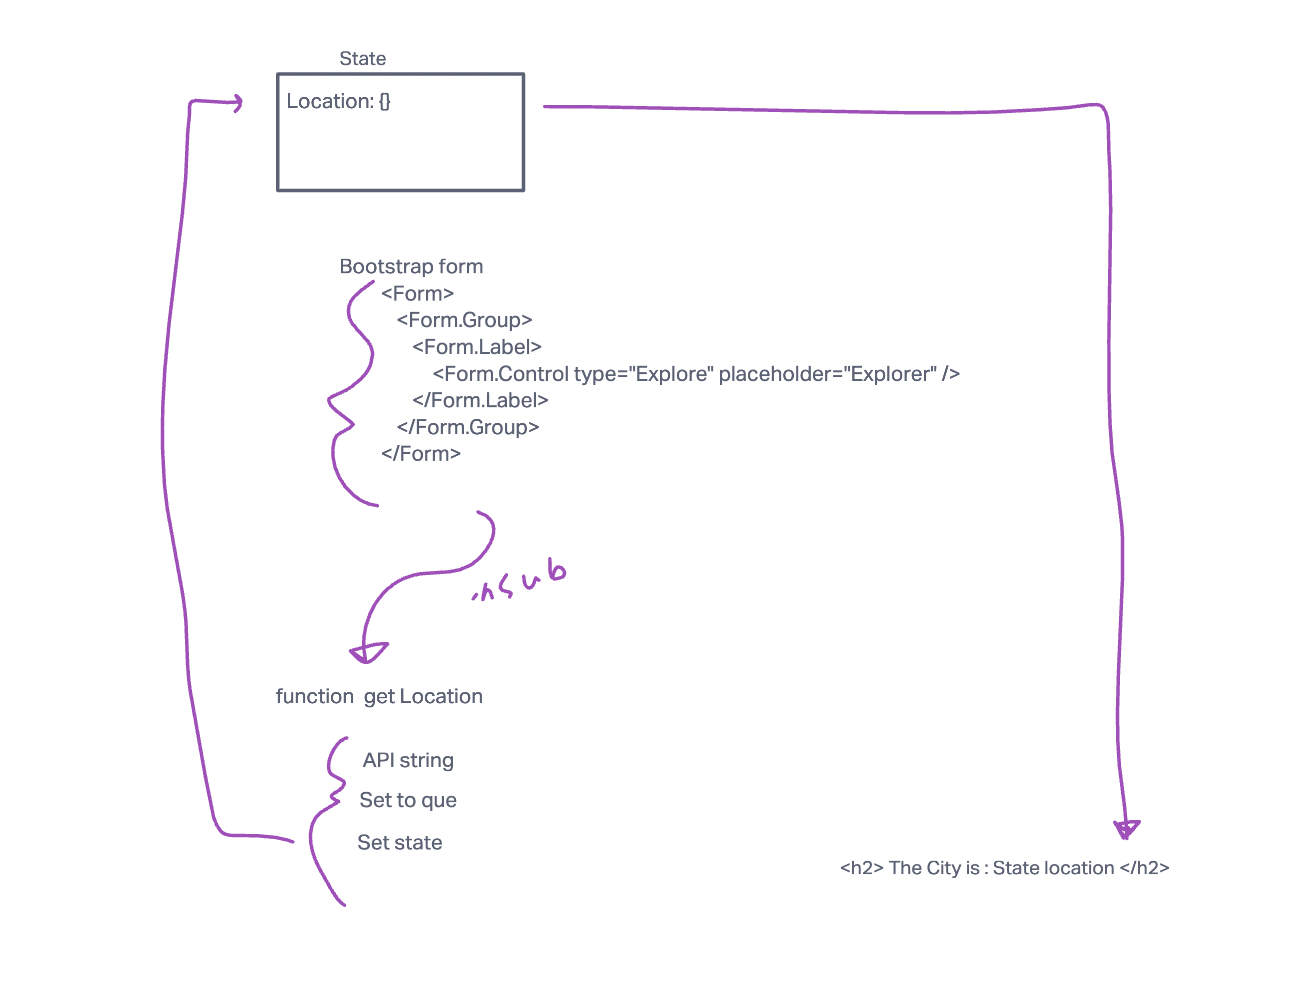 State
Location: {}
Bootstrap form
<Form>
<Form.Group>
<Form.Label>
<Form.Control type="Explore" placeholder="Explorer" />
</Form.Label>
</Form.Group>
</Form>
function get Location
API string
Set to que
Set state
<h2> The City is : State location </h2>